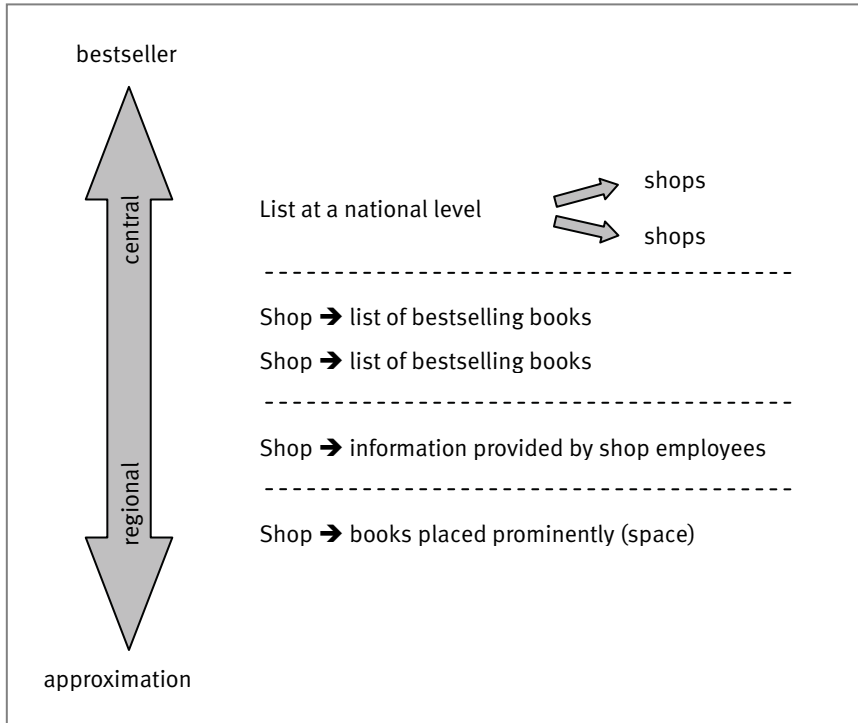 bestseller
central
regional
approximation
List at a national level
shops
shops
Shop ➔ list of bestselling books
Shop ➔ list of bestselling books
Shop ➔ information provided by shop employees
Shop ➔ books placed prominently (space)